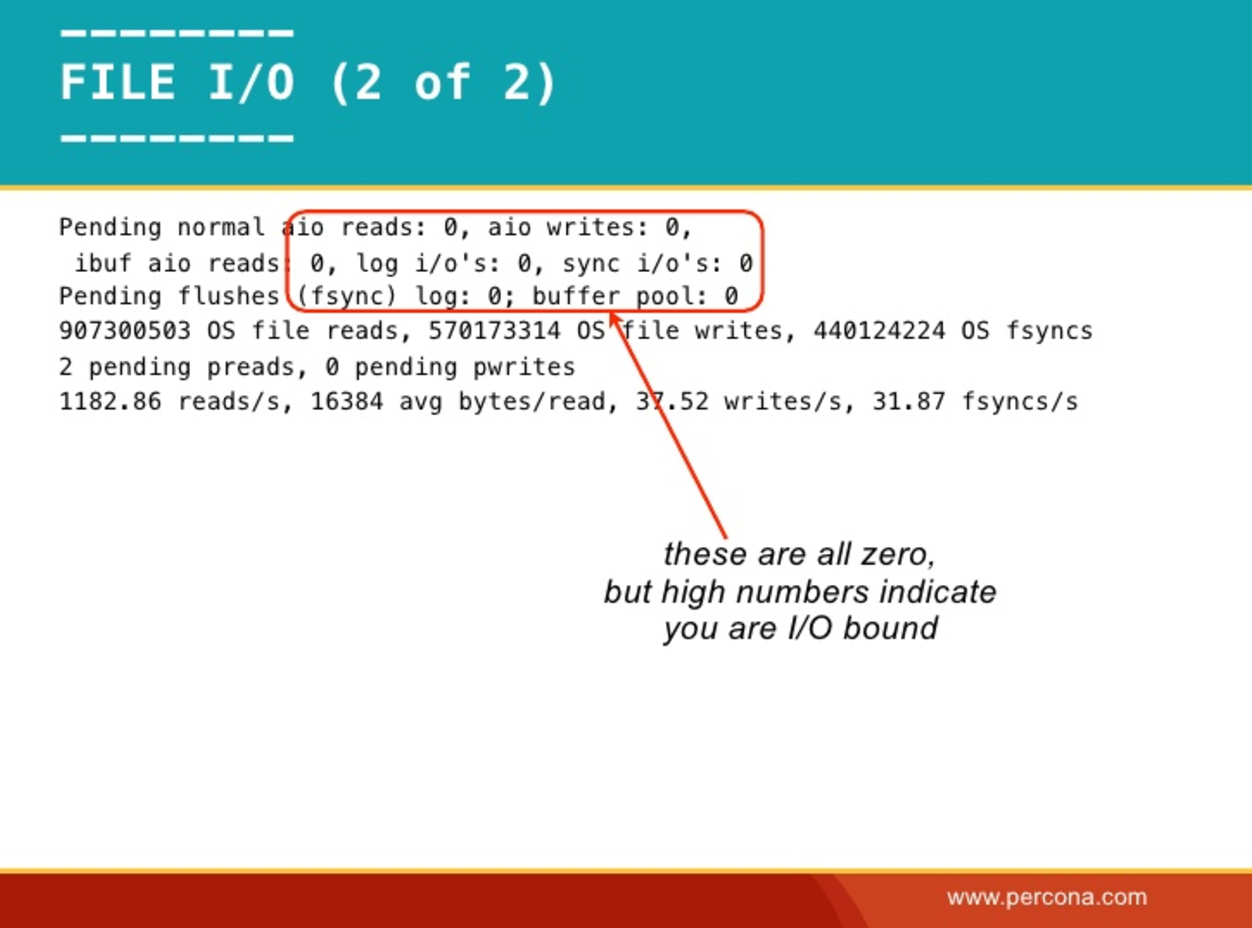 --------
FILE I/O (2 of 2)
--------
Pending normal aio reads: 0, aio writes: 0,
ibuf aio reads: 0, log i/o's: 0, sync i/o's: 0
Pending flushes (fsync) log: 0; buffer pool: 0
907300503 OS file reads, 570173314 OS file writes, 440124224 OS fsyncs
2 pending preads, 0 pending pwrites
1182.86 reads/s, 16384 avg bytes/read, 37.52 writes/s, 31.87 fsyncs/s
these are all zero,
but high numbers indicate
you are I/O bound
www.percona.com